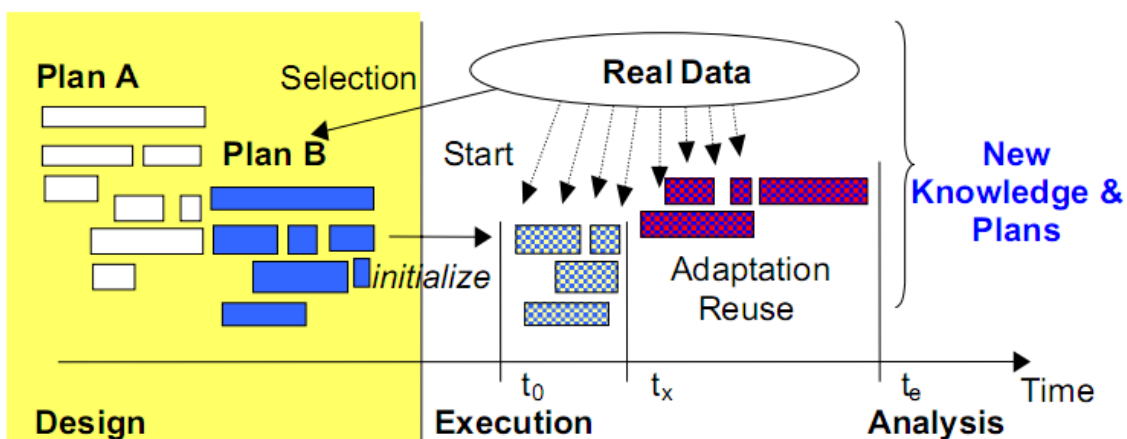 Plan A
Selection
Real Data
Plan B
Start
New
Knowledge &
Plans
initialize
Adaptation
Reuse
t0
tx
te
Time
Design
Execution
Analysis